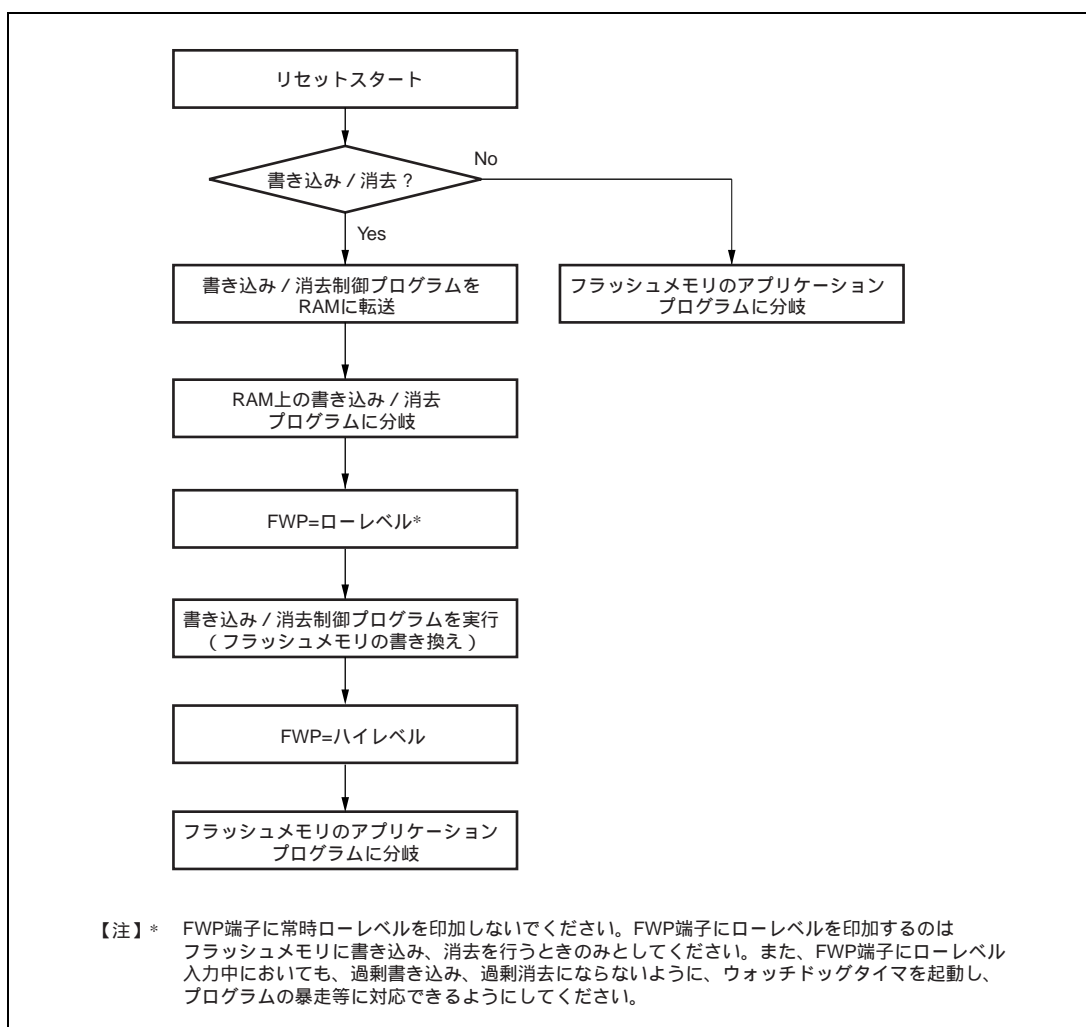 リセットスタート
書き込み / 消去 ?
No
Yes
書き込み / 消去制御プログラムを
RAMに転送
フラッシュメモリのアプリケーション
プログラムに分岐
RAM上の書き込み / 消去
プログラムに分岐
FWP=ローレベル*
書き込み / 消去制御プログラムを実行
（フラッシュメモリの書き換え）
FWP=ハイレベル
フラッシュメモリのアプリケーション
プログラムに分岐
【注】* FWP端子に常時ローレベルを印加しないでください。FWP端子にローレベルを印加するのは
フラッシュメモリに書き込み、消去を行うときのみとしてください。また、FWP端子にローレベル
入力中においても、過剰書き込み、過剰消去にならないように、ウォッチドッグタイマを起動し、
プログラムの暴走等に対応できるようにしてください。